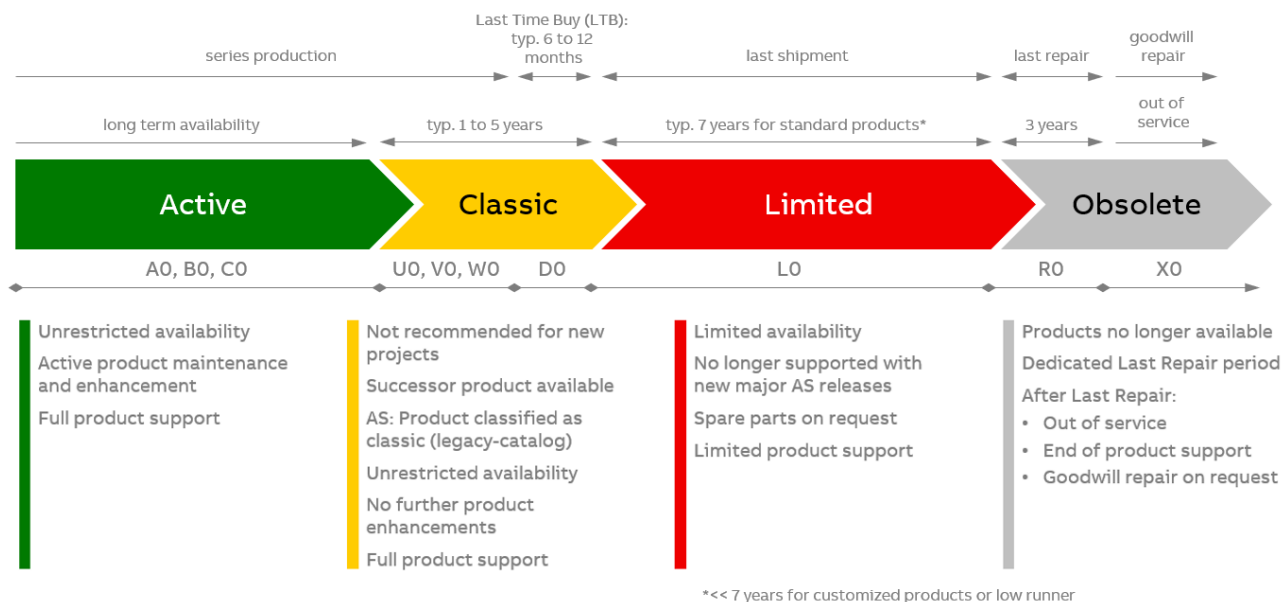 Last Time Buy (LTB):
typ. 6 to 12
months
series production
last shipment
last repair
goodwill
repair
long term availability
typ. 1 to 5 years
typ. 7 years for standard products*
3 years
out of
service
Active
Classic
Limited
Obsolete
A0, B0, C0
U0, V0, W0
D0
L0
R0
X0
Unrestricted availability
Active product maintenance
and enhancement
Full product support
Not recommended for new
projects
Successor product available
AS: Product classified as
classic (legacy-catalog)
Unrestricted availability
No further product
enhancements
Full product support
Limited availability
No longer supported with
new major AS releases
Spare parts on request
Limited product support
Products no longer available
Dedicated Last Repair period
After Last Repair:
• Out of service
• End of product support
• Goodwill repair on request
*<< 7 years for customized products or low runner